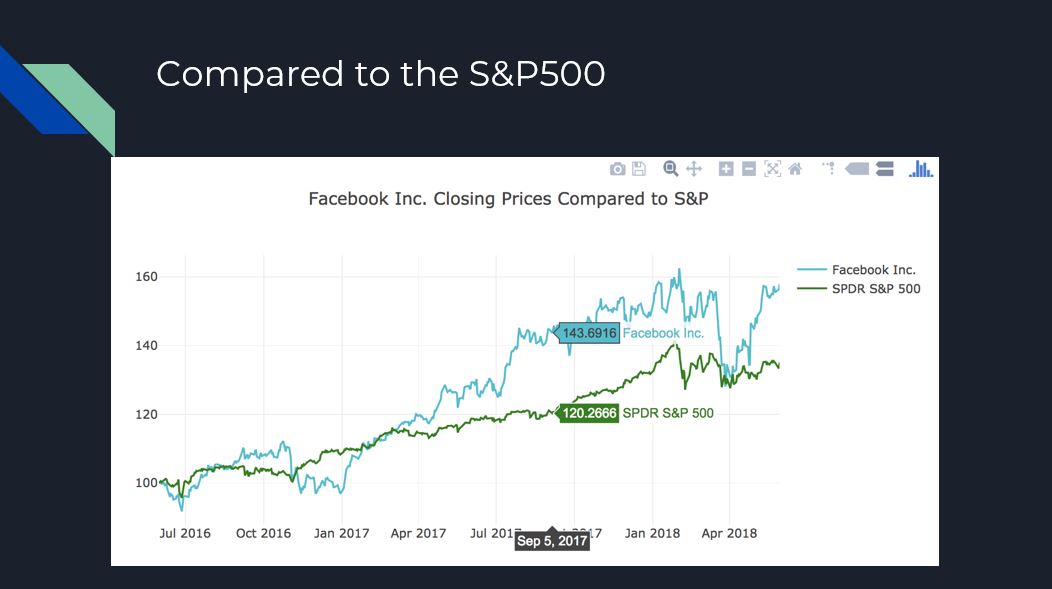 Compared to the S&P500
Facebook Inc. Closing Prices Compared to S&P
Facebook Inc.
SPDR S&P 500
160
140
120
100
143.6916 Facebook Inc.
120.2666 SPDR S&P 500
Jul 2016 Oct 2016 Jan 2017 Apr 2017 Jul 201 2017 Jan 2018 Apr 2018
Sep 5, 2017